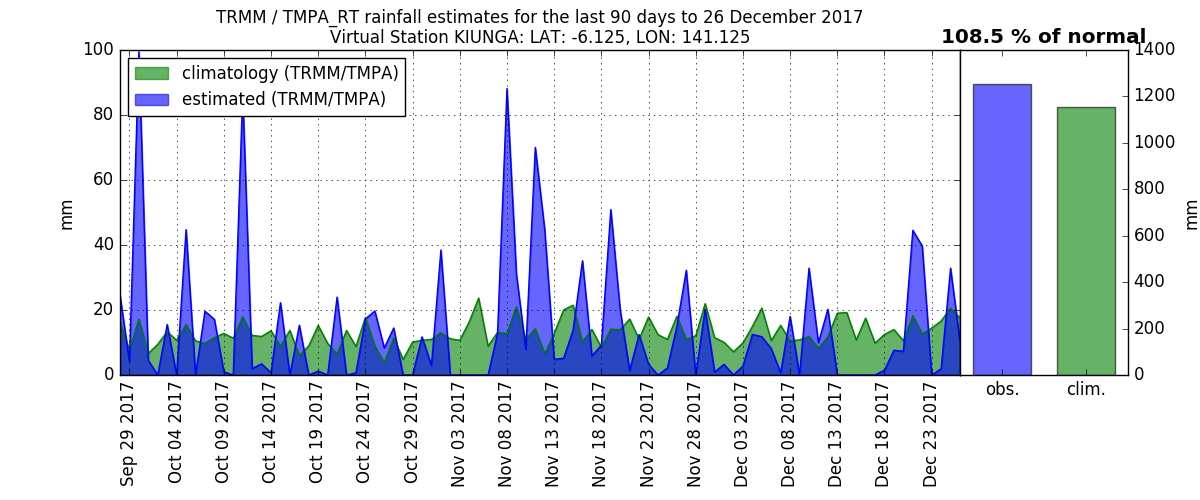 TRMM / TMPA_RT rainfall estimates for the last 90 days to 26 December 2017
Virtual Station KIUNGA: LAT: -6.125, LON: 141.125
108.5 % of normal
climatology (TRMM/TMPA)
estimated (TRMM/TMPA)
100
80
60
40
20
0
mm
Sep 29 2017
Oct 04 2017
Oct 09 2017
Oct 14 2017
Oct 19 2017
Oct 24 2017
Oct 29 2017
Nov 03 2017
Nov 08 2017
Nov 13 2017
Nov 18 2017
Nov 23 2017
Nov 28 2017
Dec 03 2017
Dec 08 2017
Dec 13 2017
Dec 18 2017
Dec 23 2017
obs.
clim.
1400
1200
1000
800
600
400
200
0
mm